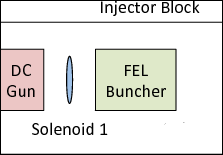 Injector Block
DC
Gun
FEL
Buncher
Solenoid 1